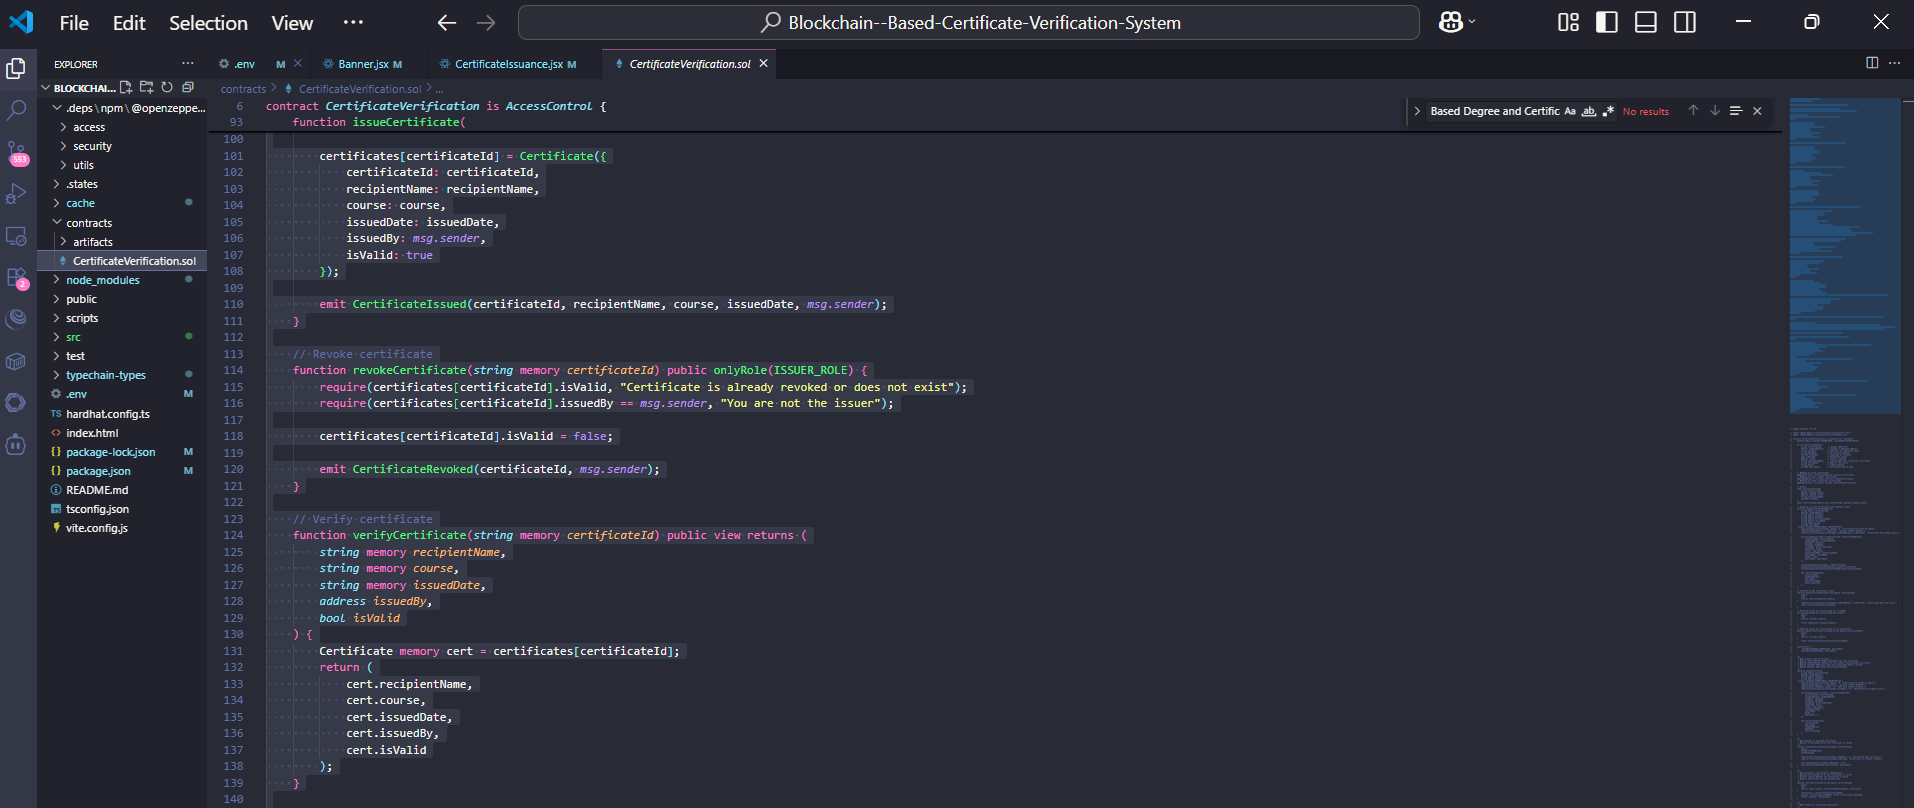 File Edit Selection View ··· Blockchain--Based-Certificate-Verification-System
EXPLORER ··· .env M Banner.jsx M CertificateIssuance.jsx M CertificateVerification.sol
BLOCKCHAI...
.deps\npm\@openzeppe...
access
security
utils
.states
cache
contracts
artifacts
CertificateVerification.sol
node_modules
public
scripts
src
test
typechain-types
.env M
TS hardhat.config.ts
<> index.html
{} package-lock.json M
{} package.json M
README.md
TS tsconfig.json
vite.config.js
553
2
contracts > CertificateVerification.sol > ...
Based Degree and Certific Aa ab .* No results
6 contract CertificateVerification is AccessControl {
93 function issueCertificate(
100
101 certificates[certificateId] = Certificate({
102 certificateId: certificateId,
103 recipientName: recipientName,
104 course: course,
105 issuedDate: issuedDate,
106 issuedBy: msg.sender,
107 isValid: true
108 });
109
110 emit CertificateIssued(certificateId, recipientName, course, issuedDate, msg.sender);
111 }
112
113 // Revoke certificate
114 function revokeCertificate(string memory certificateId) public onlyRole(ISSUER_ROLE) {
115 require(certificates[certificateId].isValid, "Certificate is already revoked or does not exist");
116 require(certificates[certificateId].issuedBy == msg.sender, "You are not the issuer");
117
118 certificates[certificateId].isValid = false;
119
120 emit CertificateRevoked(certificateId, msg.sender);
121 }
122
123 // Verify certificate
124 function verifyCertificate(string memory certificateId) public view returns (
125 string memory recipientName,
126 string memory course,
127 string memory issuedDate,
128 address issuedBy,
129 bool isValid
130 ) {
131 Certificate memory cert = certificates[certificateId];
132 return (
133 cert.recipientName,
134 cert.course,
135 cert.issuedDate,
136 cert.issuedBy,
137 cert.isValid
138 );
139 }
140